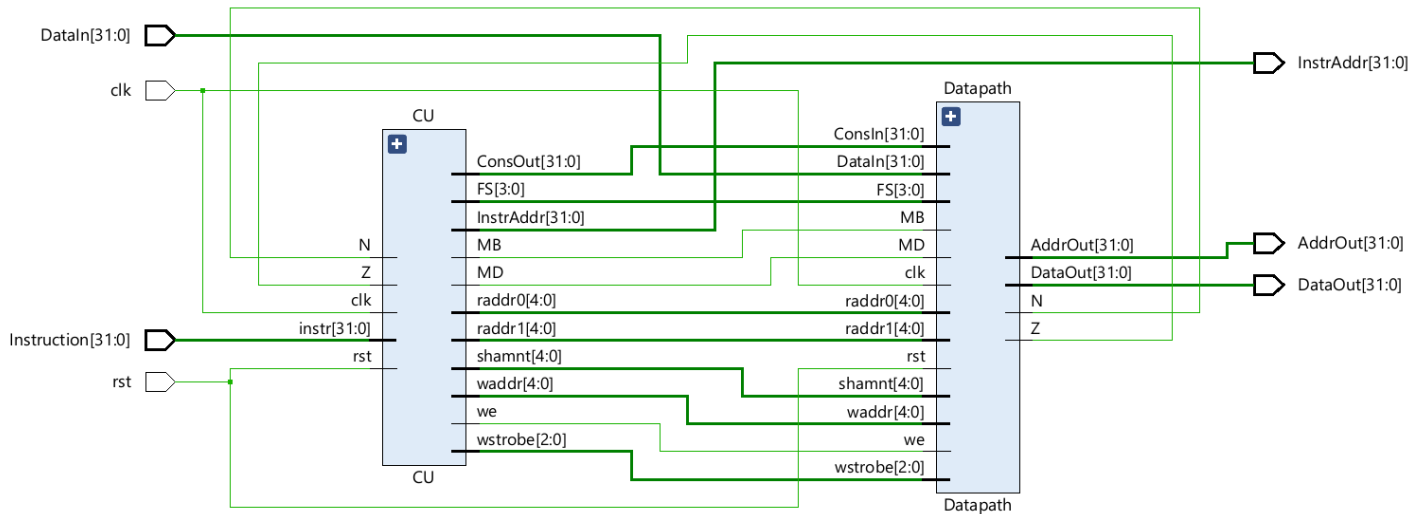 DataIn[31:0]
clk
Instruction[31:0]
rst
CU
N
Z
clk
instr[31:0]
rst
ConsOut[31:0]
FS[3:0]
InstrAddr[31:0]
MB
MD
raddr0[4:0]
raddr1[4:0]
shamnt[4:0]
waddr[4:0]
we
wstrobe[2:0]
CU
Datapath
ConsIn[31:0]
DataIn[31:0]
FS[3:0]
MB
MD
clk
raddr0[4:0]
raddr1[4:0]
rst
shamnt[4:0]
waddr[4:0]
we
wstrobe[2:0]
AddrOut[31:0]
DataOut[31:0]
N
Z
Datapath
InstrAddr[31:0]
AddrOut[31:0]
DataOut[31:0]